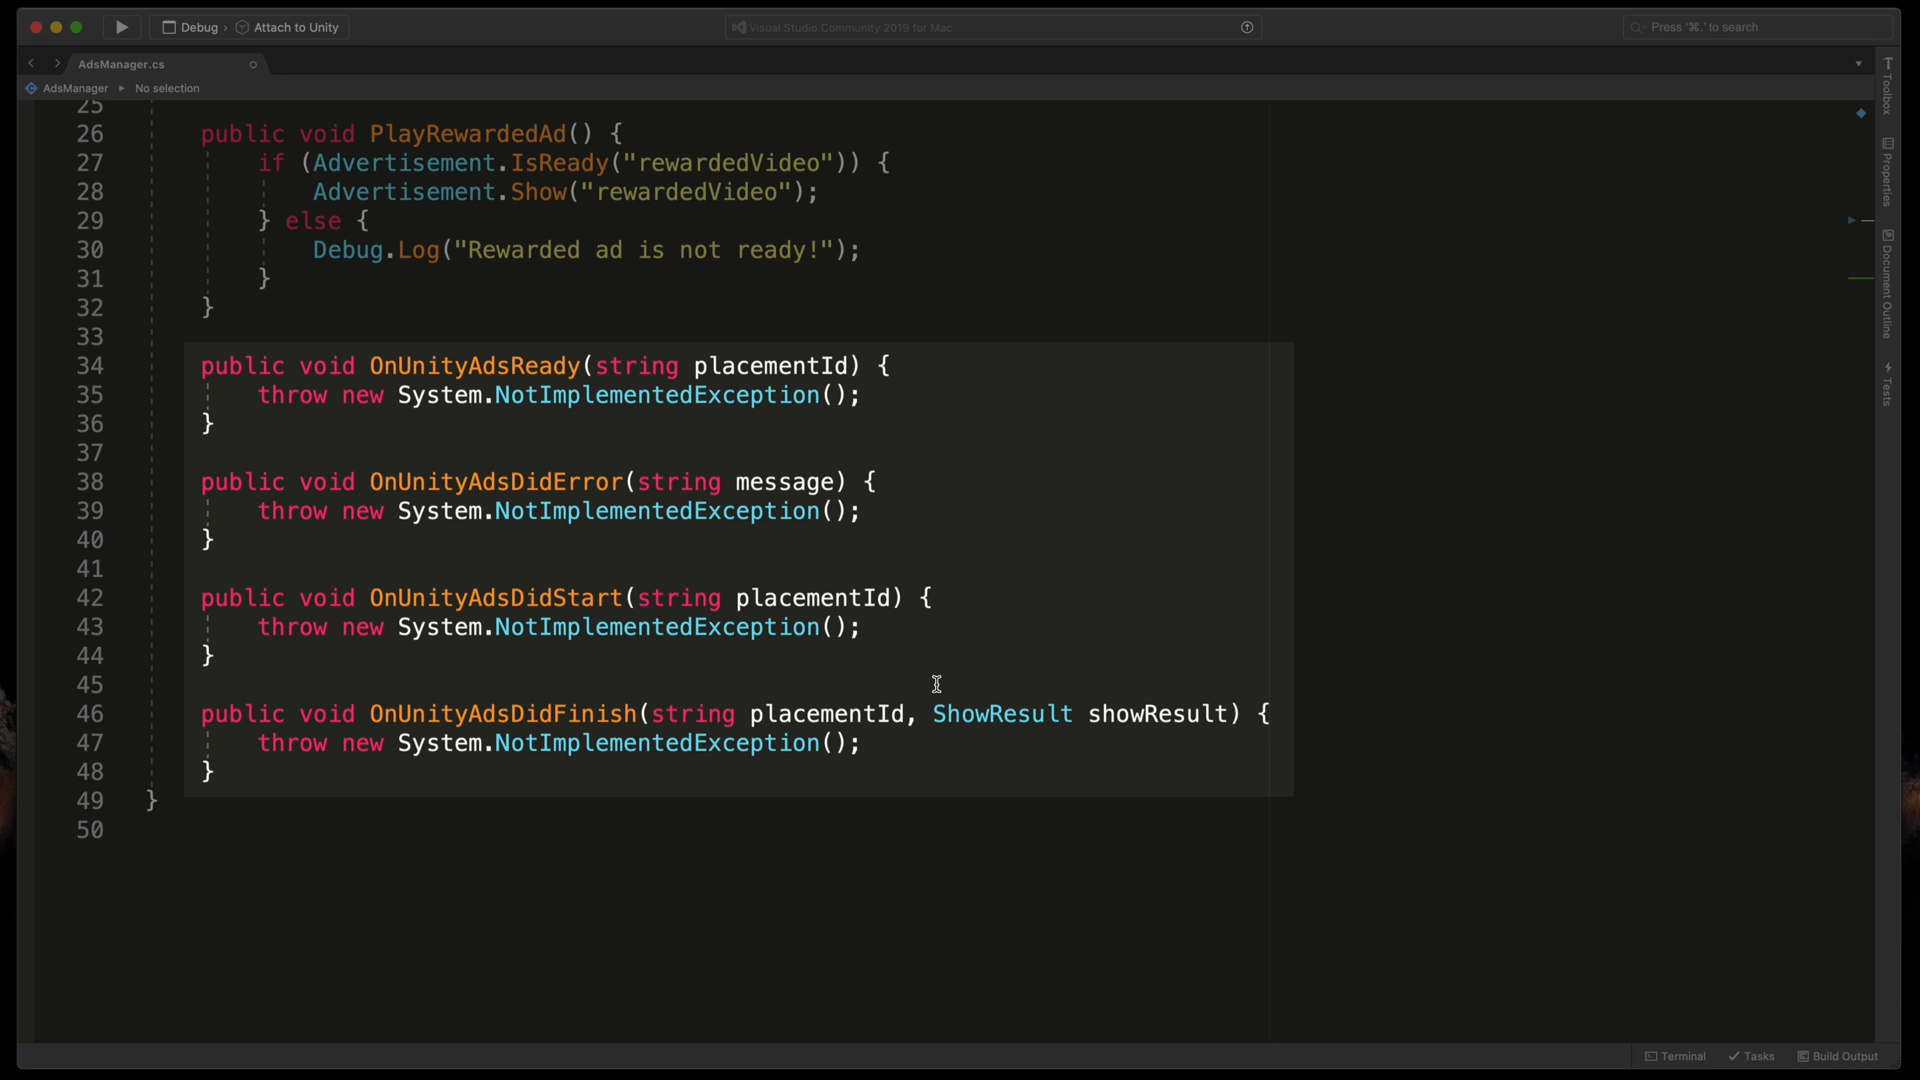 Debug › Attach to Unity
Visual Studio Community 2019 for Mac
Press '⌘.' to search
AdsManager.cs
AdsManager ▸ No selection
25
26 public void PlayRewardedAd() {
27 if (Advertisement.IsReady("rewardedVideo")) {
28 Advertisement.Show("rewardedVideo");
29 } else {
30 Debug.Log("Rewarded ad is not ready!");
31 }
32 }
33
34 public void OnUnityAdsReady(string placementId) {
35 throw new System.NotImplementedException();
36 }
37
38 public void OnUnityAdsDidError(string message) {
39 throw new System.NotImplementedException();
40 }
41
42 public void OnUnityAdsDidStart(string placementId) {
43 throw new System.NotImplementedException();
44 }
45
46 public void OnUnityAdsDidFinish(string placementId, ShowResult showResult) {
47 throw new System.NotImplementedException();
48 }
49 }
50
Toolbox
Properties
Document Outline
Tests
Terminal
Tasks
Build Output